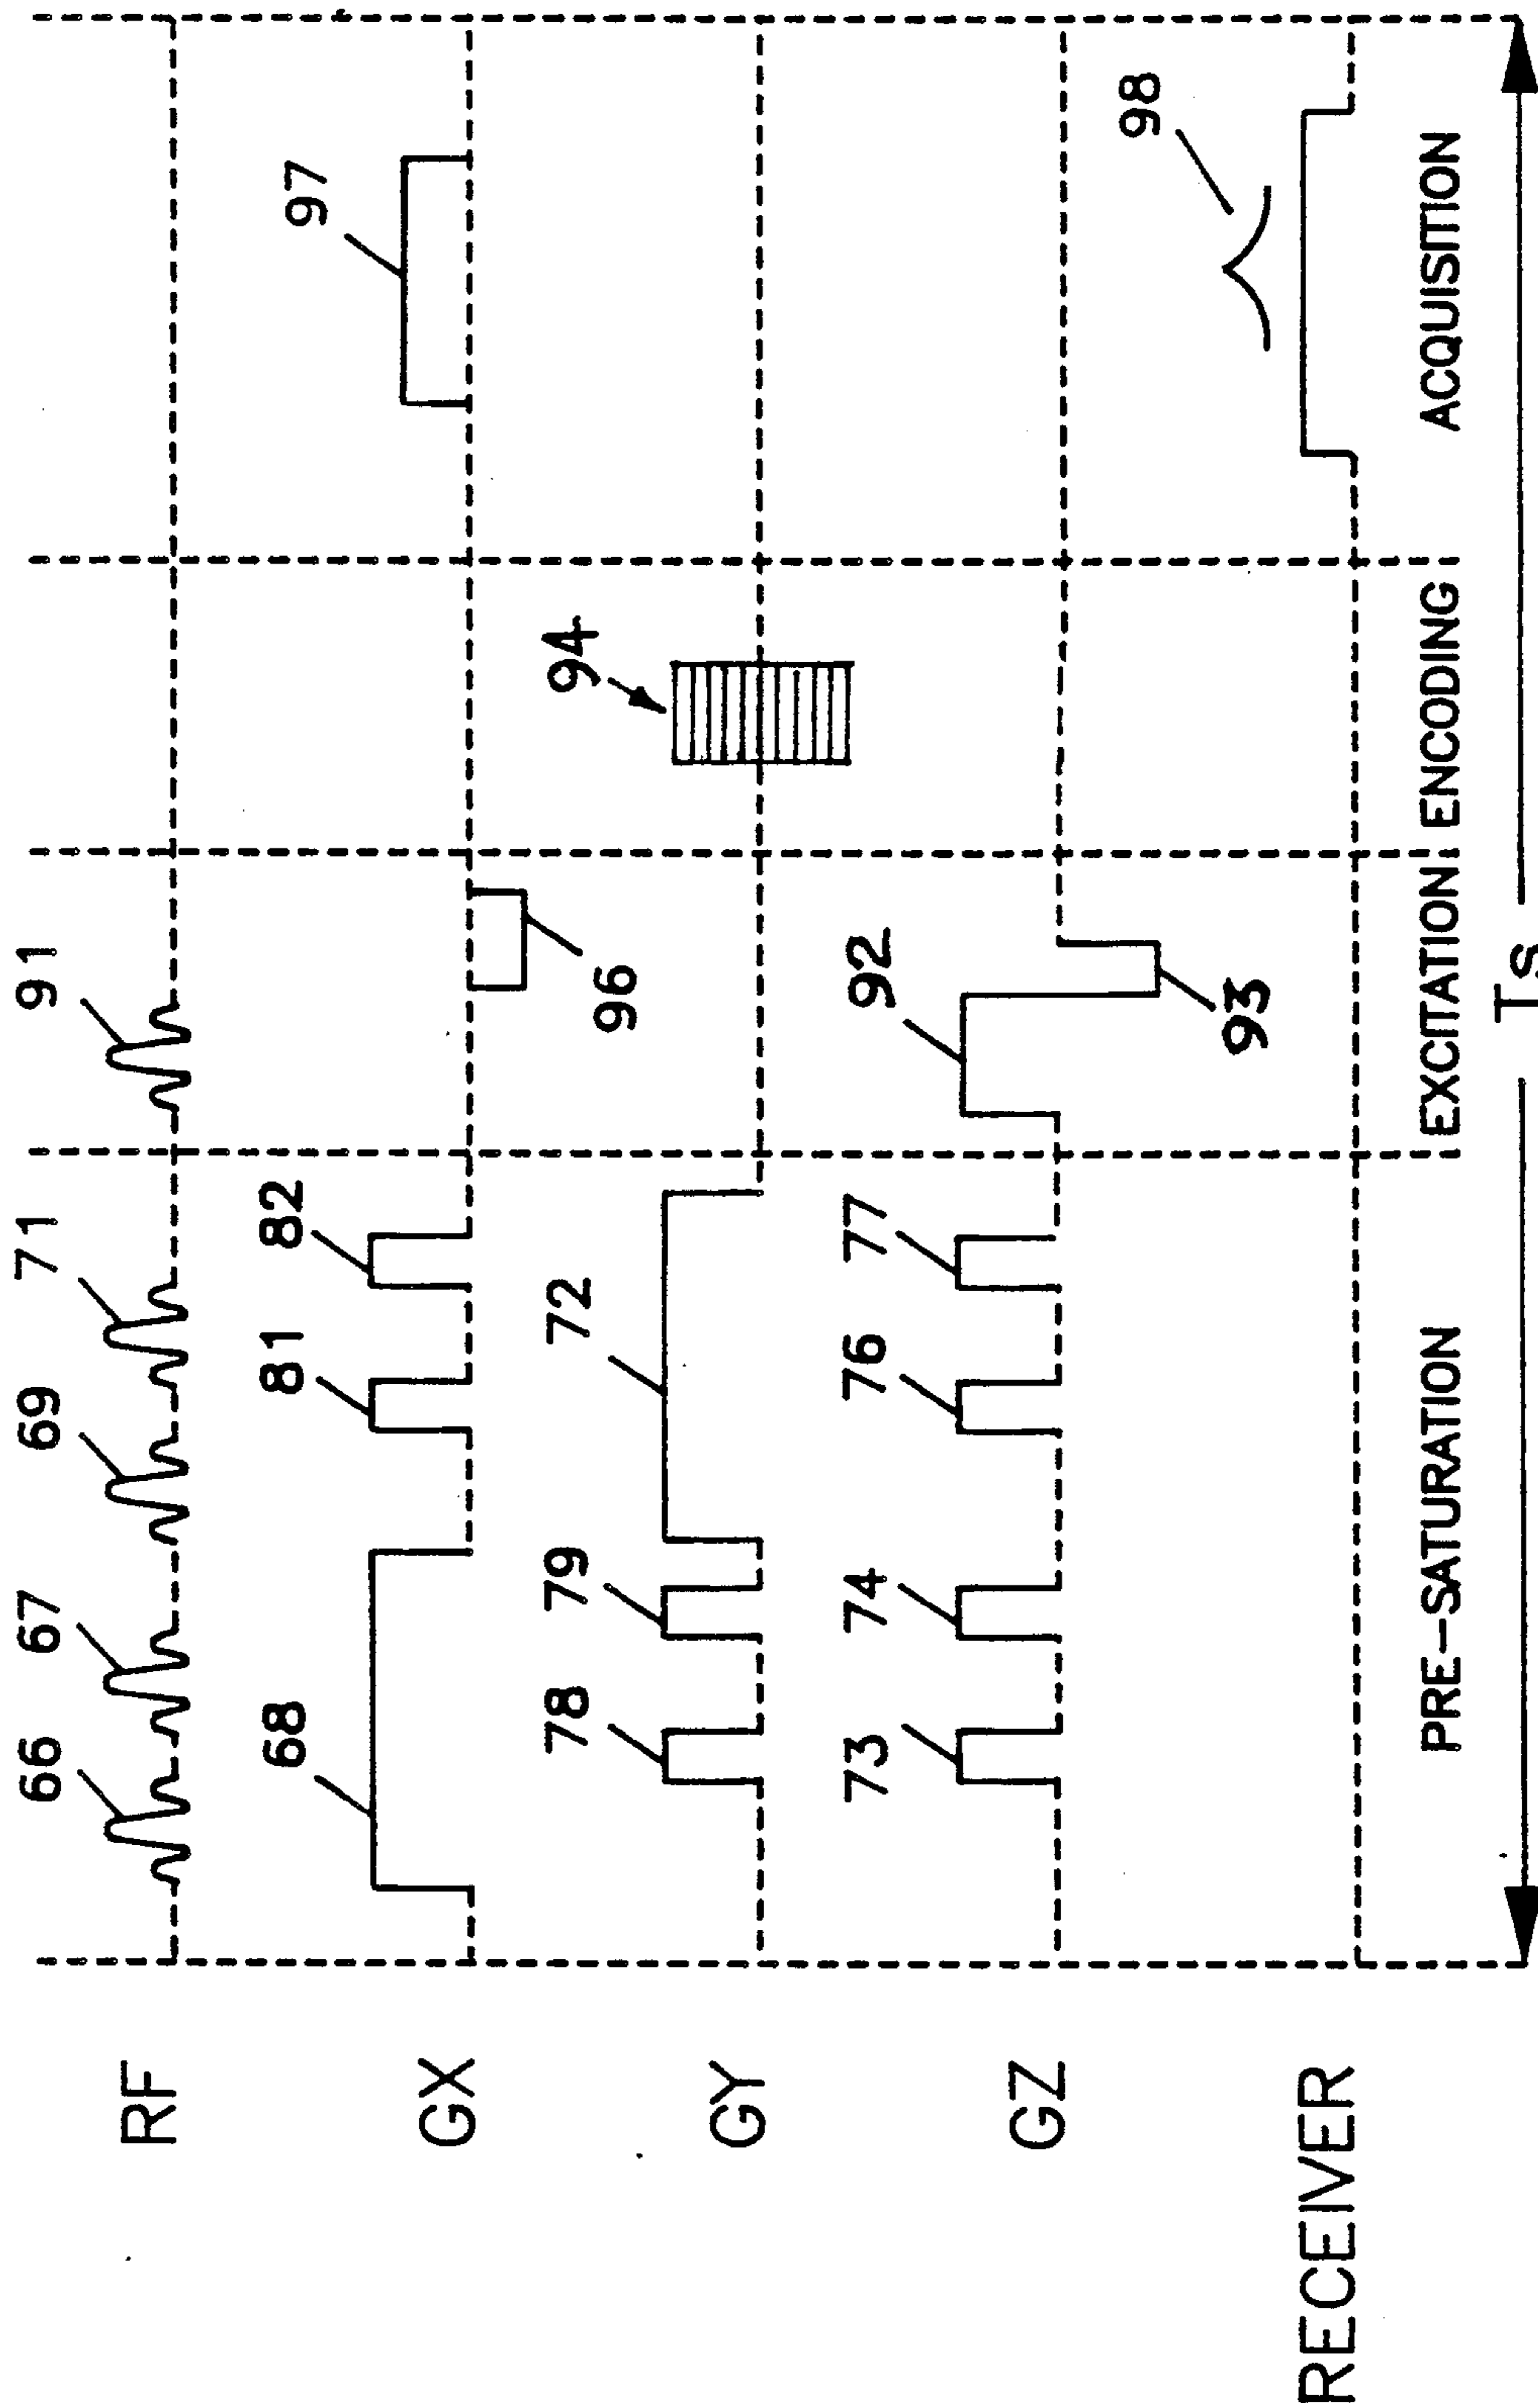 66 67 69 71 91
RF
68 81 82 97
GX
96
78 79 72 94
GY
73 74 76 77 92
GZ
93
98
RECEIVER
PRE-SATURATION EXCITATION ENCODING ACQUISITION
Ts